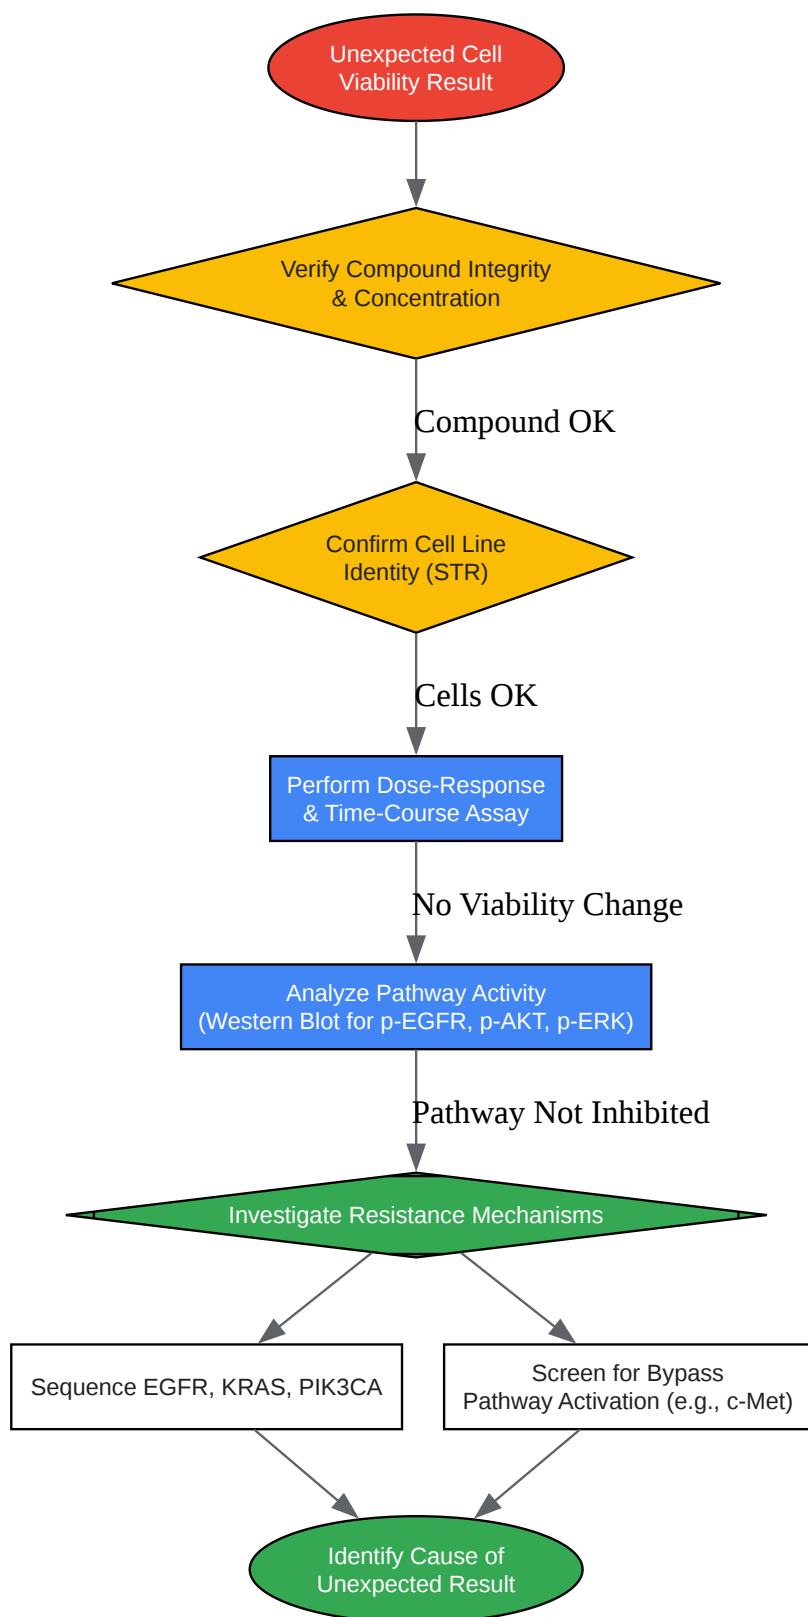 Unexpected Cell
Viability Result
Verify Compound Integrity
& Concentration
Compound OK
Confirm Cell Line
Identity (STR)
Cells OK
Perform Dose-Response
& Time-Course Assay
No Viability Change
Analyze Pathway Activity
(Western Blot for p-EGFR, p-AKT, p-ERK)
Pathway Not Inhibited
Investigate Resistance Mechanisms
Sequence EGFR, KRAS, PIK3CA
Screen for Bypass
Pathway Activation (e.g., c-Met)
Identify Cause of
Unexpected Result